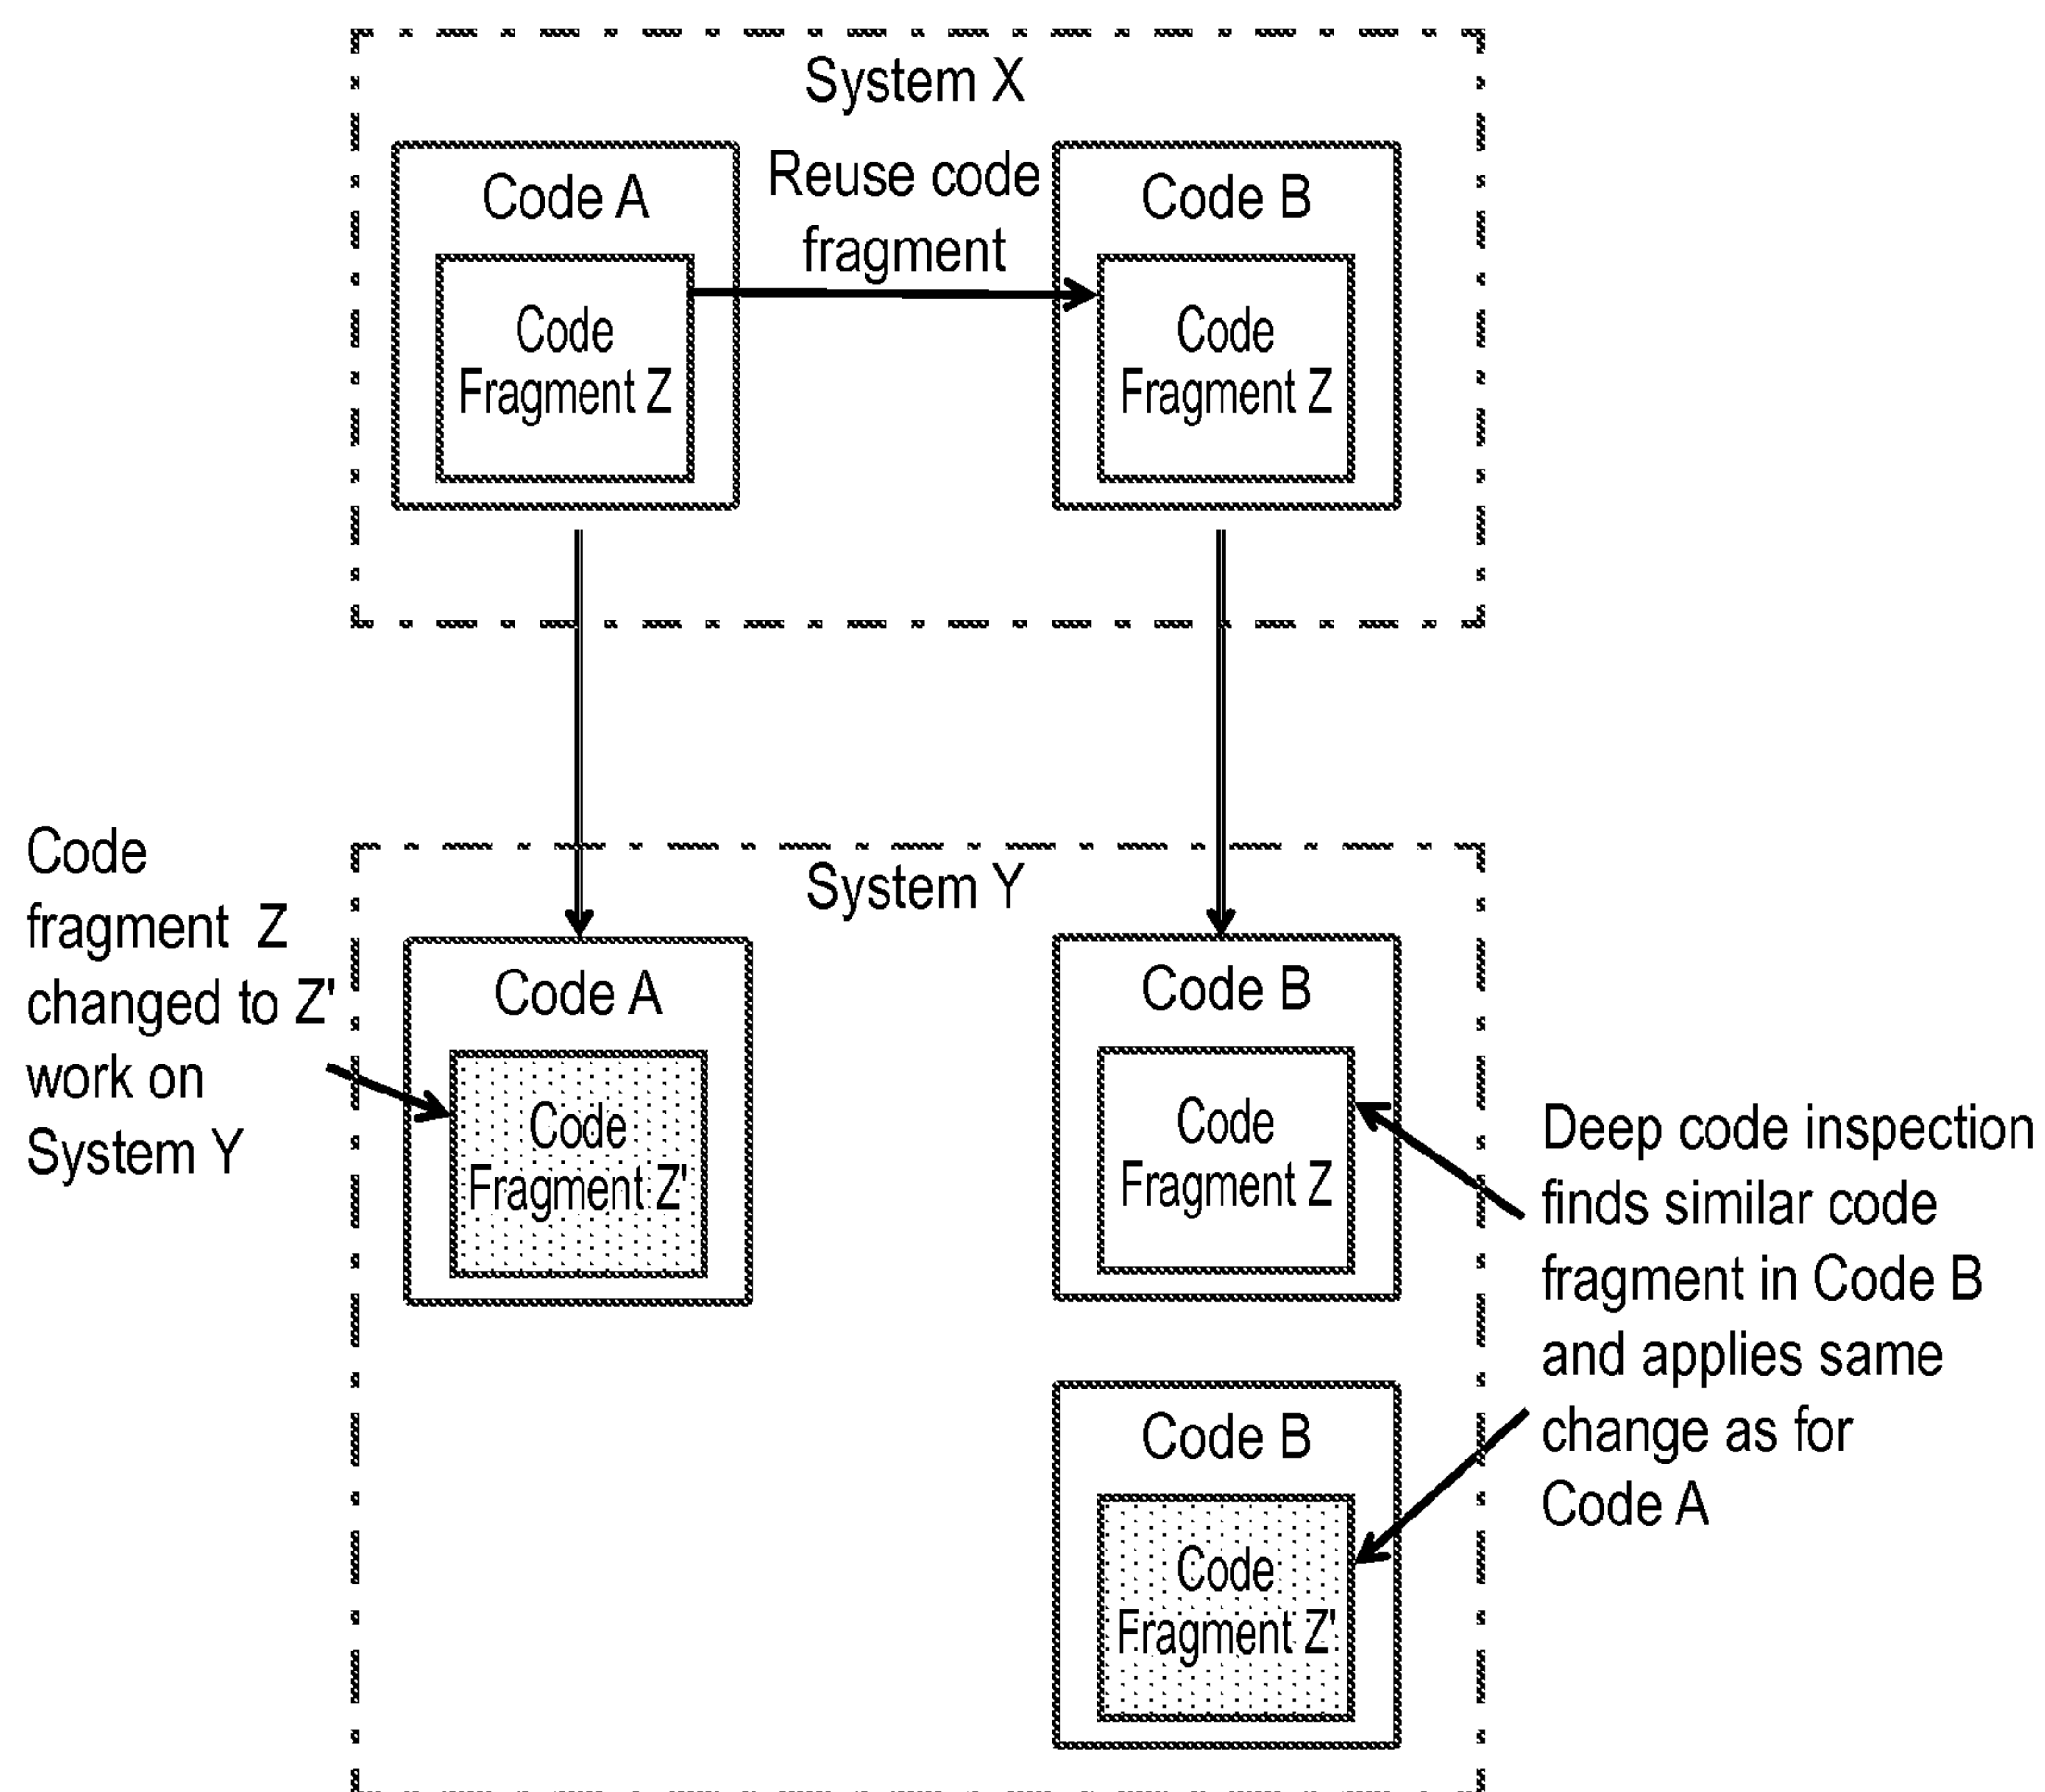 System X
Code A
Reuse code
fragment
Code B
Code
Fragment Z
Code
Fragment Z
Code
fragment Z
changed to Z'
work on
System Y
System Y
Code A
Code
Fragment Z'
Code B
Code
Fragment Z
Deep code inspection
finds similar code
fragment in Code B
and applies same
change as for
Code A
Code B
Code
Fragment Z'